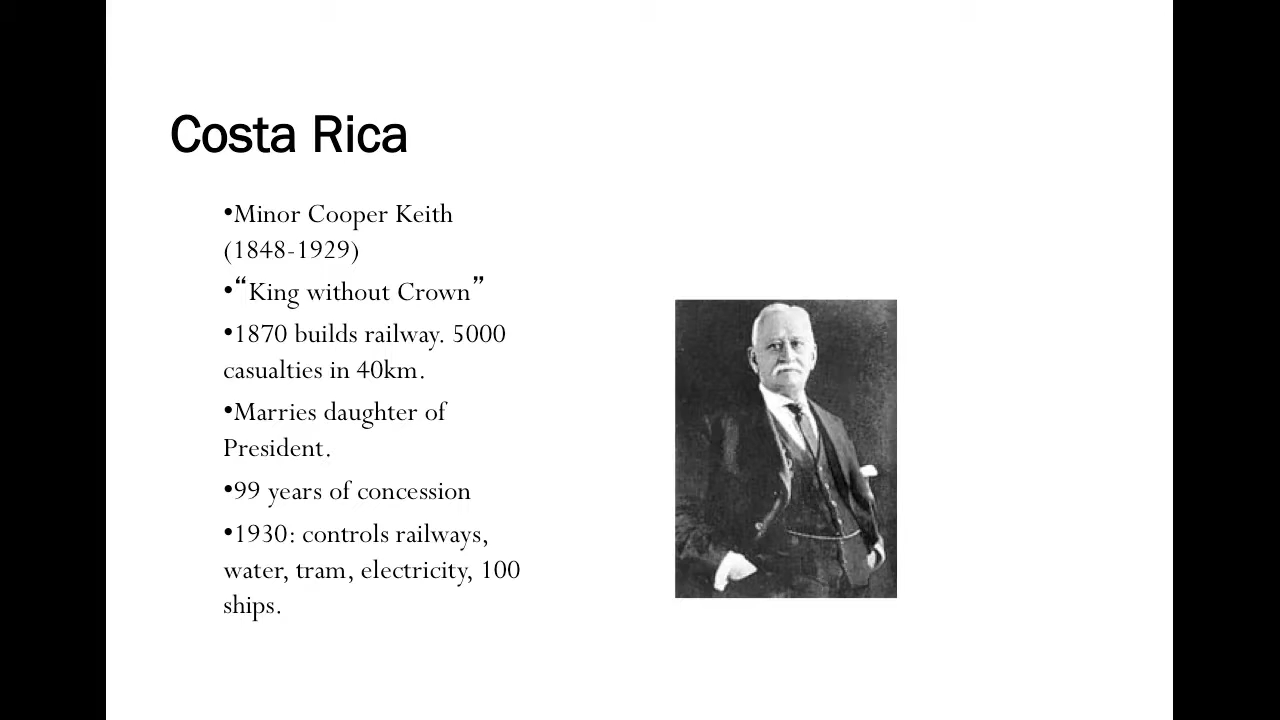 Costa Rica
•Minor Cooper Keith
(1848-1929)
•“King without Crown”
•1870 builds railway. 5000
casualties in 40km.
•Marries daughter of
President.
•99 years of concession
•1930: controls railways,
water, tram, electricity, 100
ships.